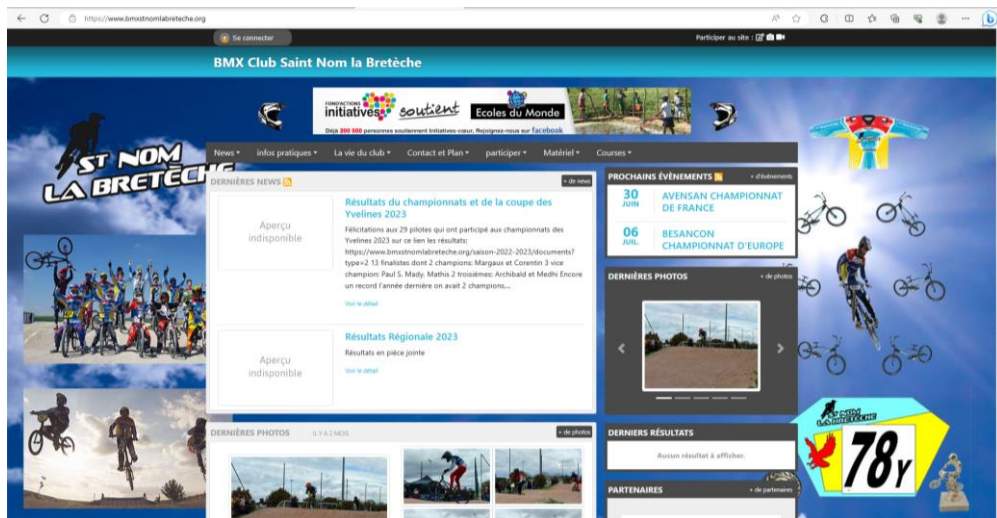 https://www.bmxstnomlabreteche.org
Se connecter
Participer au site :
BMX Club Saint Nom la Bretèche
FOND'ACTIONS
initiatives
soutient
Ecoles du Monde
Déjà 200 000 personnes soutiennent Initiatives-cœur, Rejoignez-nous sur facebook
ST NOM
LA BRETÈCHE
News
infos pratiques
La vie du club
Contact et Plan
participer
Matériel
Courses
DERNIÈRES NEWS
+ de news
Aperçu
indisponible
Résultats du championnats et de la coupe des
Yvelines 2023
Félicitations aux 29 pilotes qui ont participé aux championnats des
Yvelines 2023 sur ce lien les résultats:
https://www.bmxstnomlabreteche.org/saison-2022-2023/documents?
type=2 13 finalistes dont 2 champions: Margaux et Corentin 3 vice
champion: Paul S. Mady. Mathis 2 troisièmes: Archibald et Medhi Encore
un record l'année dernière on avait 2 champions....
Voir le détail
Aperçu
indisponible
Résultats Régionale 2023
Résultats en pièce jointe
Voir le détail
DERNIÈRES PHOTOS
IL Y A 2 MOIS
+ de photos
PROCHAINS ÉVÈNEMENTS
+ d'évènements
30
JUIN
AVENSAN CHAMPIONNAT
DE FRANCE
06
JUIL.
BESANCON
CHAMPIONNAT D'EUROPE
DERNIÈRES PHOTOS
+ de photos
DERNIERS RÉSULTATS
Aucun résultat à afficher.
PARTENAIRES
+ de partenaires
ST NOM
LA BRETECHE
78Y